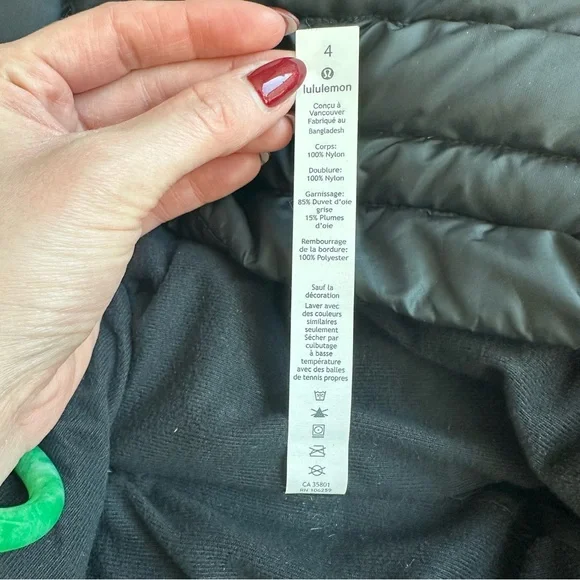 4
lululemon
Conçu à
Vancouver
Fabriqué au
Bangladesh
Corps:
100% Nylon
Doublure:
100% Nylon
Garnissage:
85% Duvet d'oie
grise
15% Plumes
d'oie
Rembourrage
de la bordure:
100% Polyester
Sauf la
décoration
Laver avec
des couleurs
similaires
seulement
Sécher par
culbutage
à basse
température
avec des balles
de tennis propres
CA 35801
RN 106259